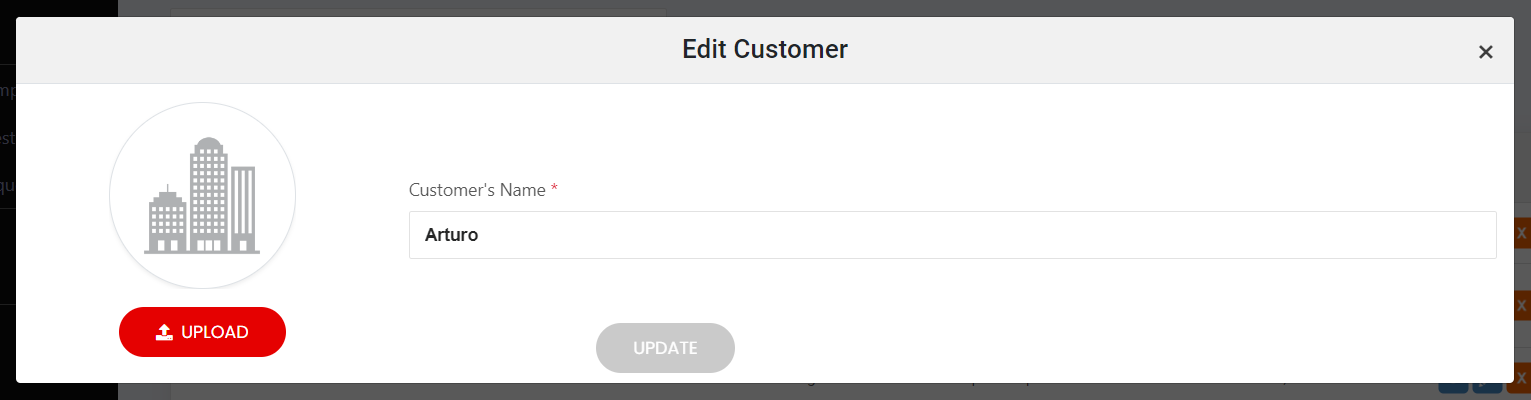 Edit Customer
×
Customer's Name *
Arturo
UPLOAD
UPDATE
X
X
X